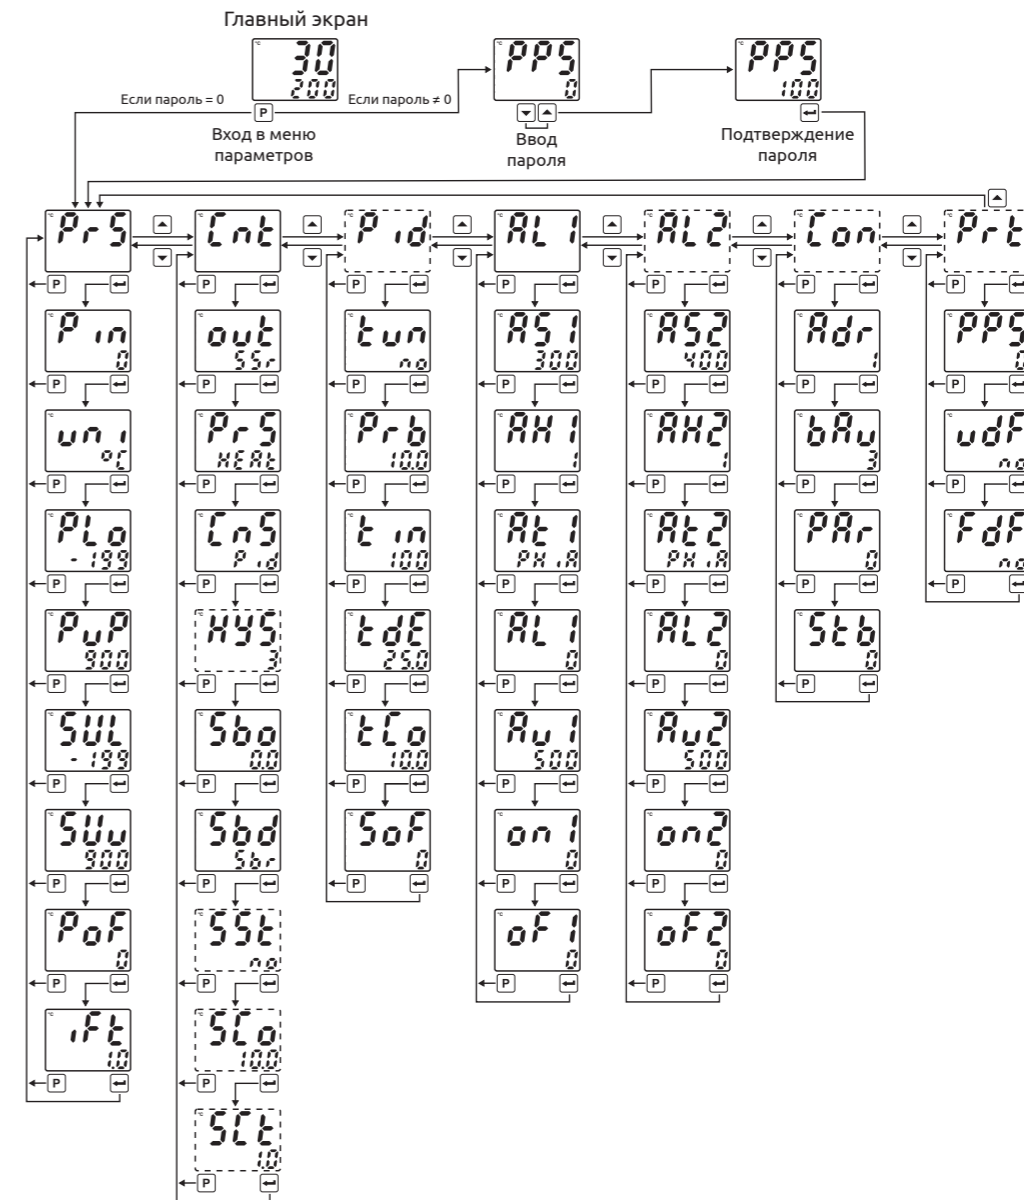 Главный экран
30
200
PPS
0
PPS
100
Если пароль = 0
P
Если пароль ≠ 0
Вход в меню
параметров
Ввод
пароля
Подтверждение
пароля
PrS
Cnt
Pid
AL1
AL2
Con
Prt
P P P P P P P
Pin
0
out
SSr
tun
no
AS1
300
AS2
400
Adr
1
PPS
0
P P P P P P P
uni
°C
PrS
HEAt
Prb
10.0
AH1
1
AH2
1
bAu
3
udF
no
P P P P P P P
PLo
-199
CnS
Pid
tin
100
At1
PH.iA
At2
PH.iA
PAr
0
FdF
no
P P P P P P P
PuP
900
HYS
3
tdE
25.0
AL1
0
AL2
0
Stb
0
P P P P P P
SUL
-199
Sbo
0.0
tCo
10.0
Au1
500
Au2
500
P P P P P
SUu
900
Sbd
Sbr
SoF
0
on1
0
on2
0
P P P P P
PoF
0
SSt
no
oF1
0
oF2
0
P P P P
iFt
1.0
SCo
10.0
P P
SCt
1.0
P